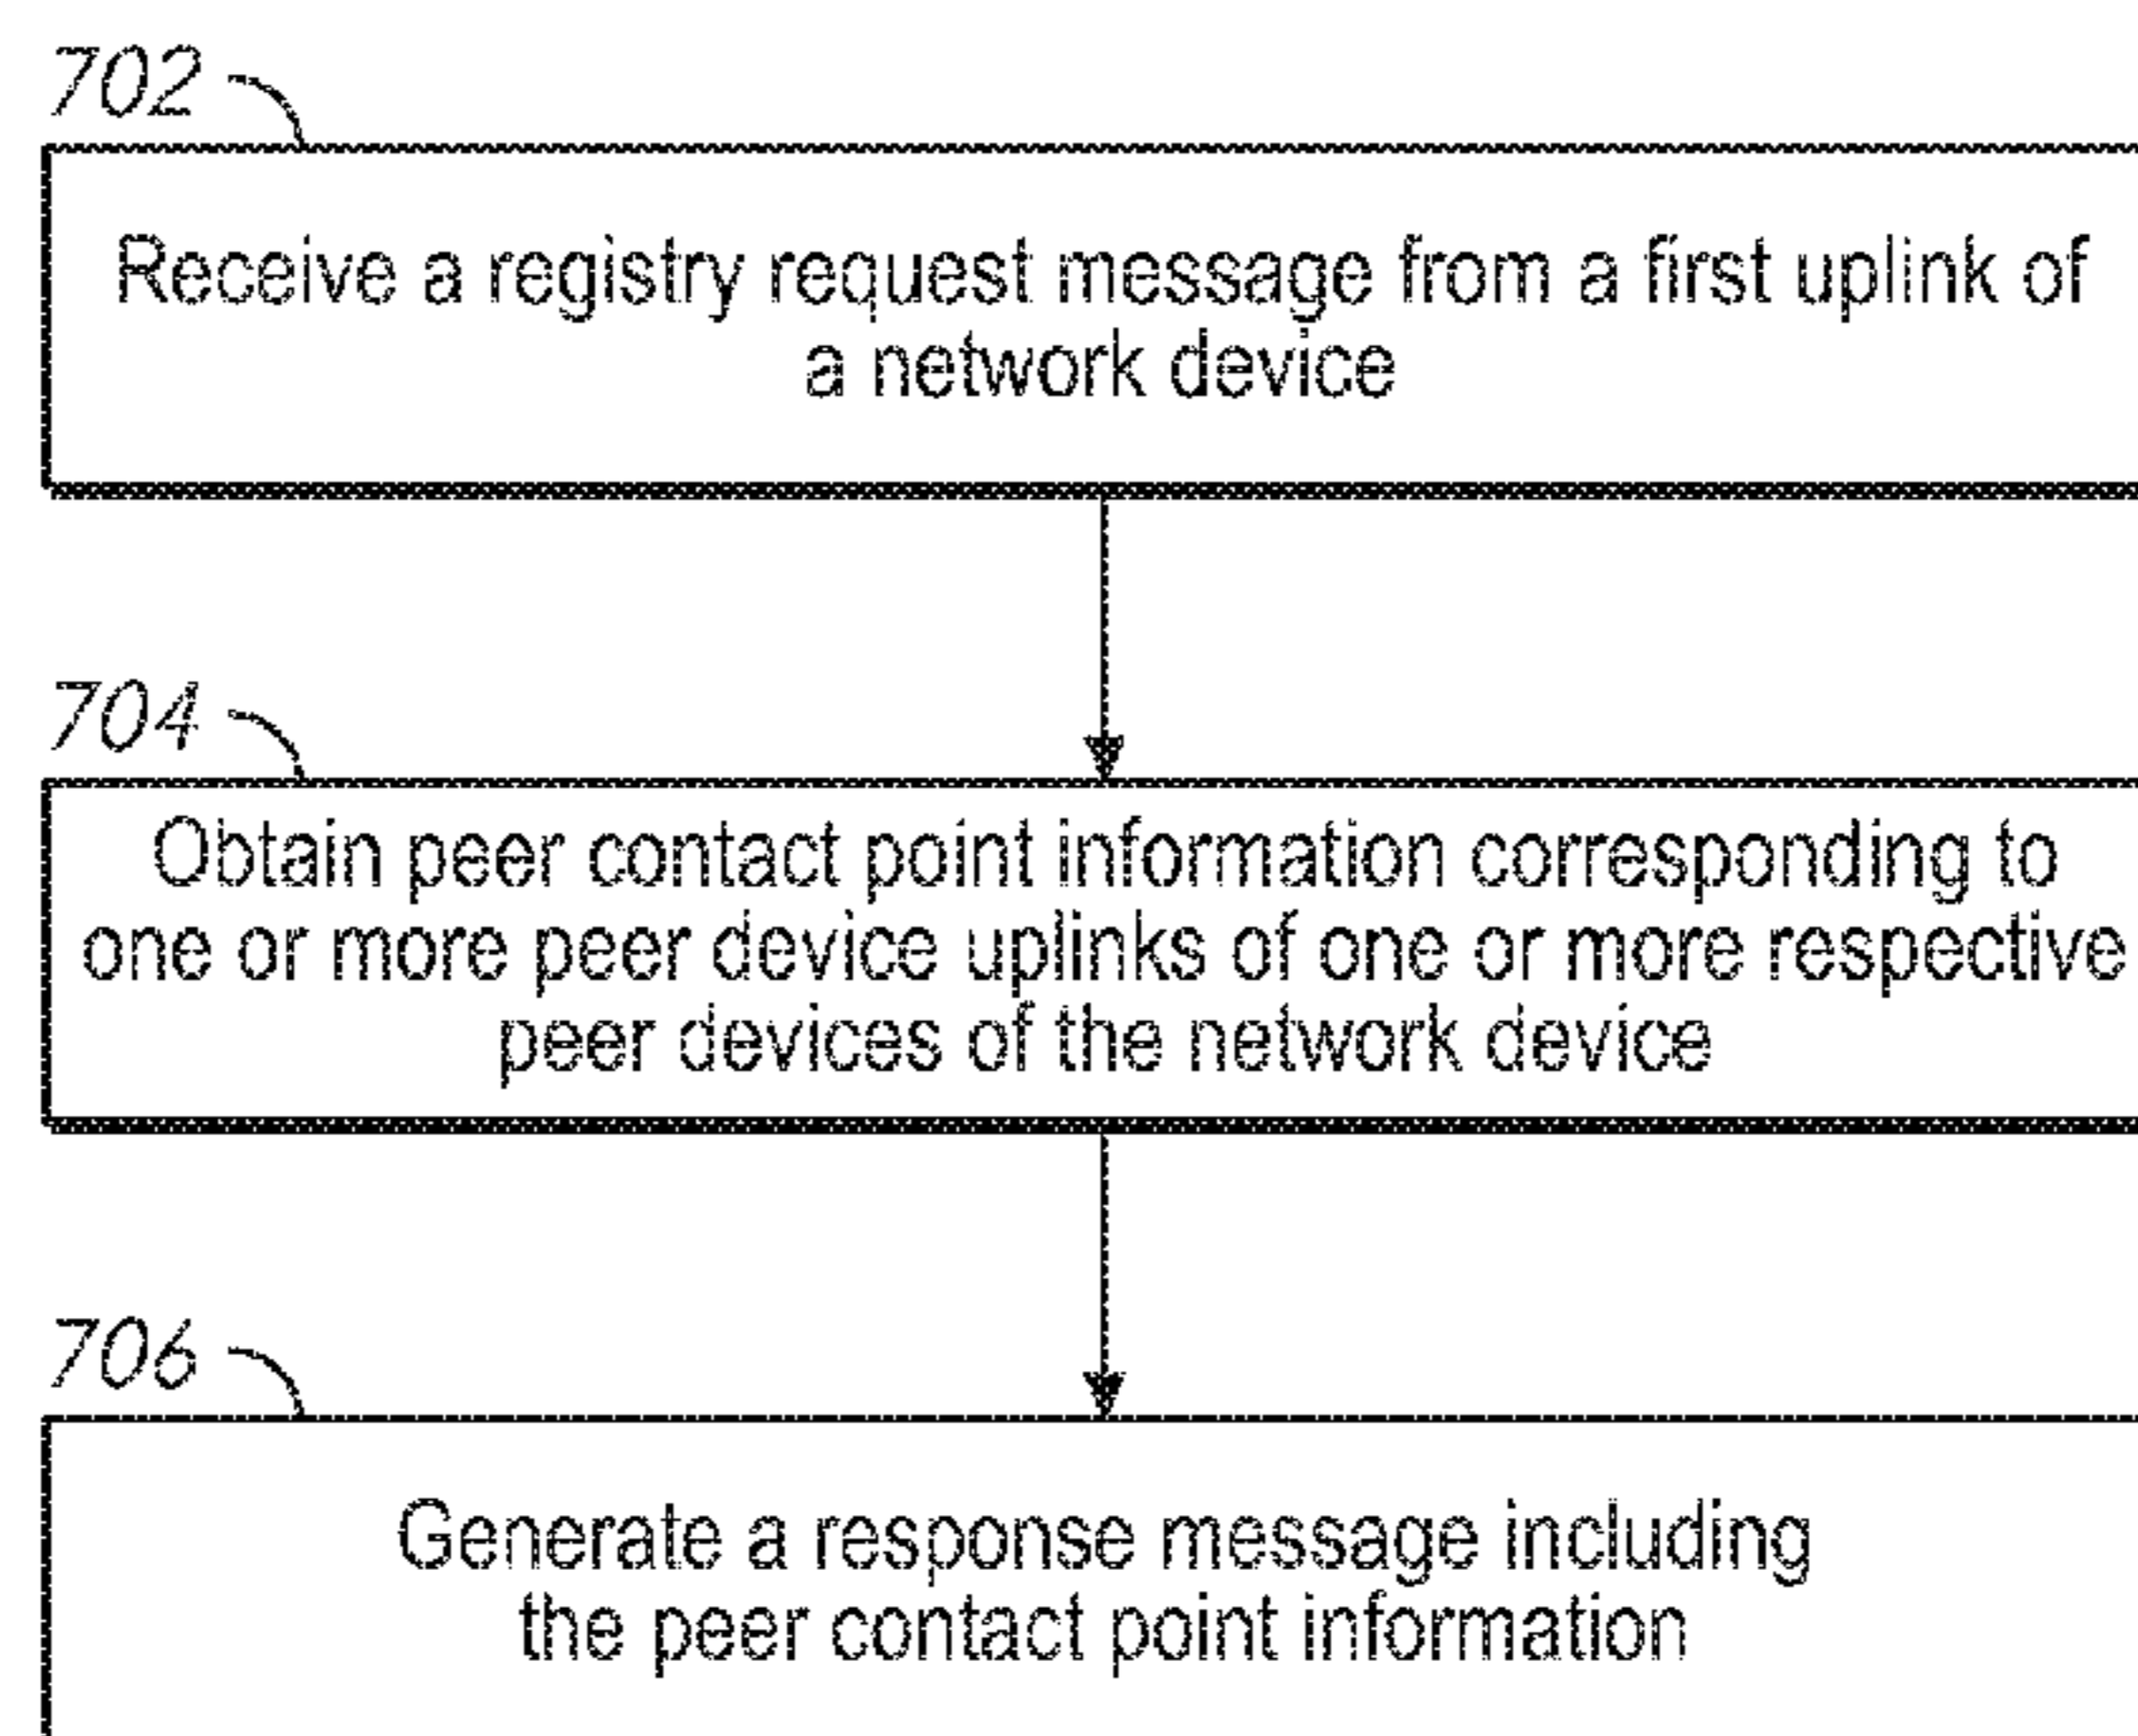 702
Receive a registry request message from a first uplink of
a network device
704
Obtain peer contact point information corresponding to
one or more peer device uplinks of one or more respective
peer devices of the network device
706
Generate a response message including
the peer contact point information